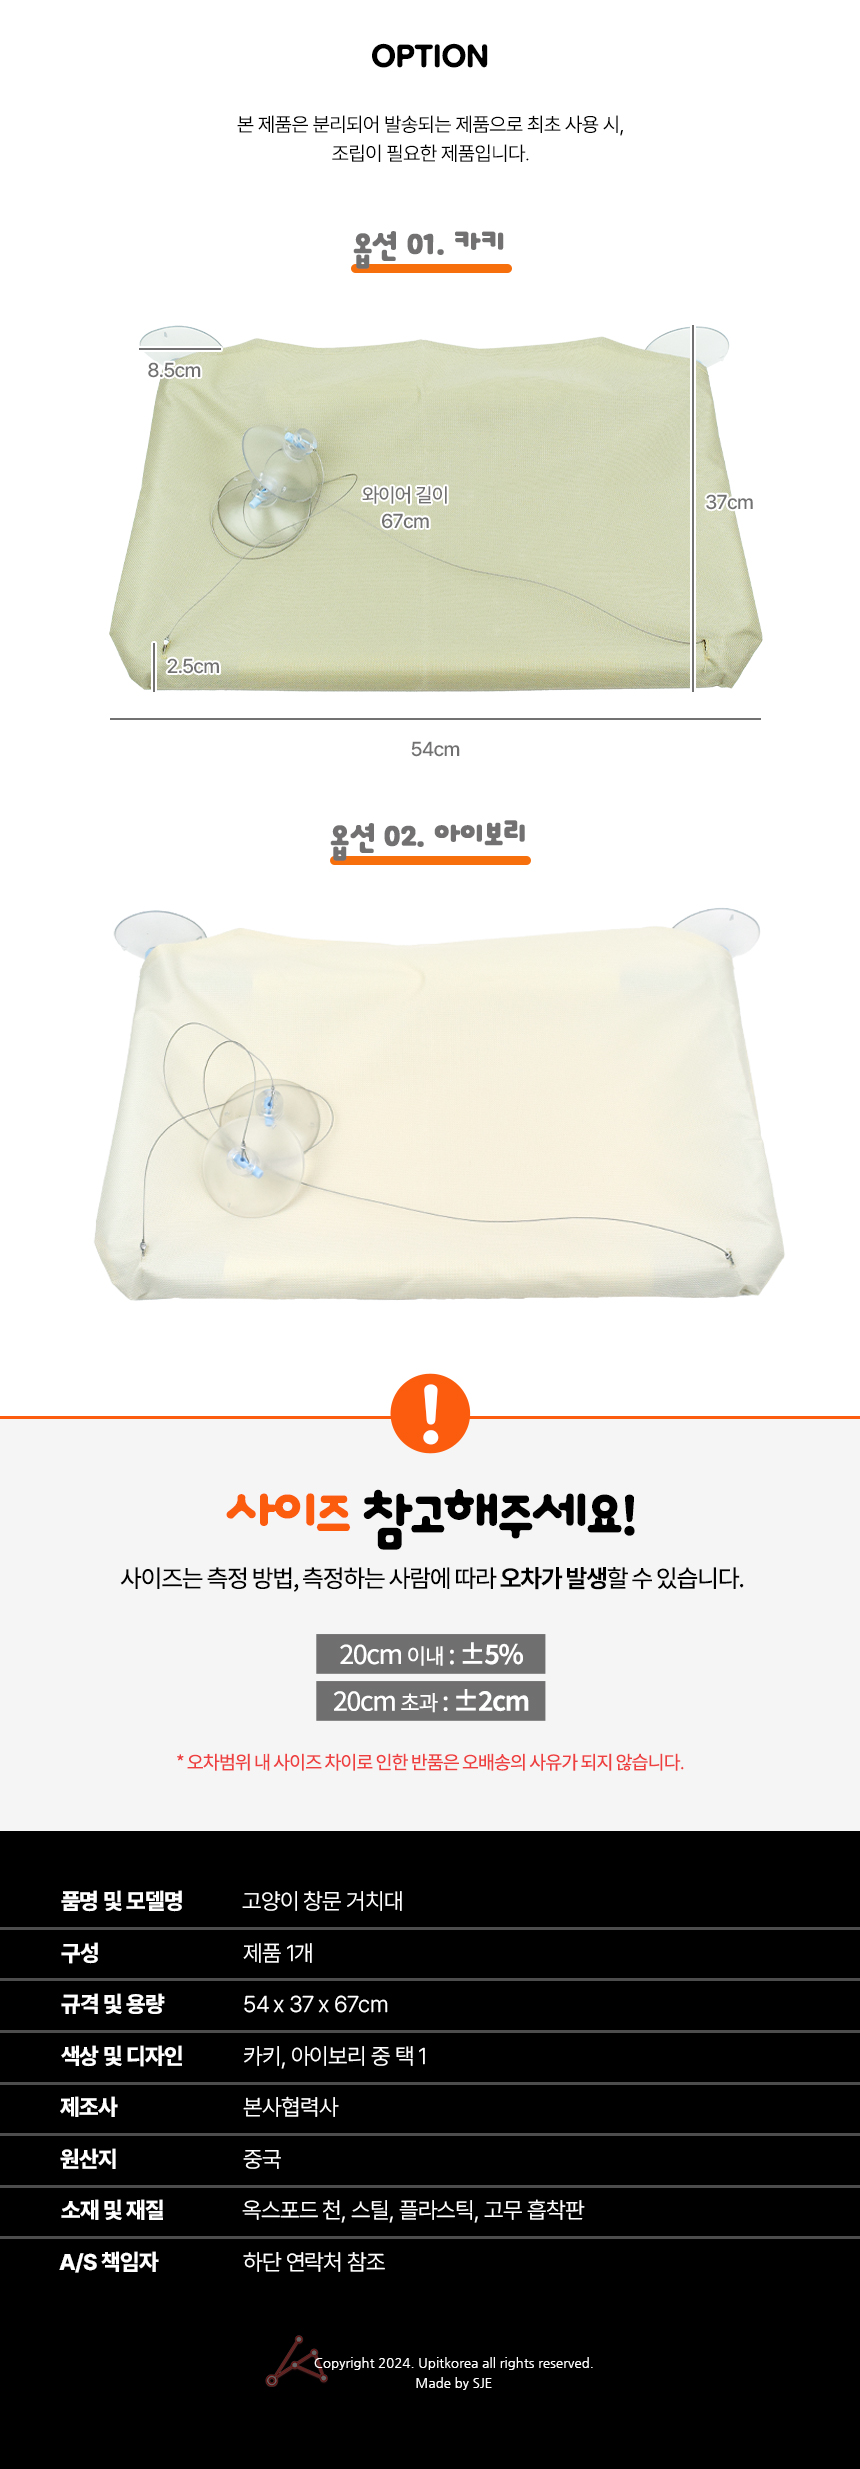 OPTION
본 제품은 분리되어 발송되는 제품으로 최초 사용 시,
조립이 필요한 제품입니다.
옵션 01. 카키
8.5cm
와이어 길이
67cm
37cm
2.5cm
54cm
옵션 02. 아이보리
!
사이즈 참고해주세요!
사이즈는 측정 방법, 측정하는 사람에 따라 오차가 발생할 수 있습니다.
20cm 이내 : ±5%
20cm 초과 : ±2cm
* 오차범위 내 사이즈 차이로 인한 반품은 오배송의 사유가 되지 않습니다.
품명 및 모델명 고양이 창문 거치대
구성 제품 1개
규격 및 용량 54 x 37 x 67cm
색상 및 디자인 카키, 아이보리 중 택 1
제조사 본사협력사
원산지 중국
소재 및 재질 옥스포드 천, 스틸, 플라스틱, 고무 흡착판
A/S 책임자 하단 연락처 참조
Copyright 2024. Upitkorea all rights reserved.
Made by SJE